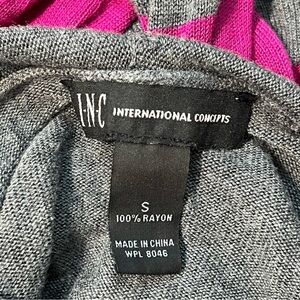 I·N·C INTERNATIONAL CONCEPTS
S
100% RAYON
MADE IN CHINA
WPL 8046